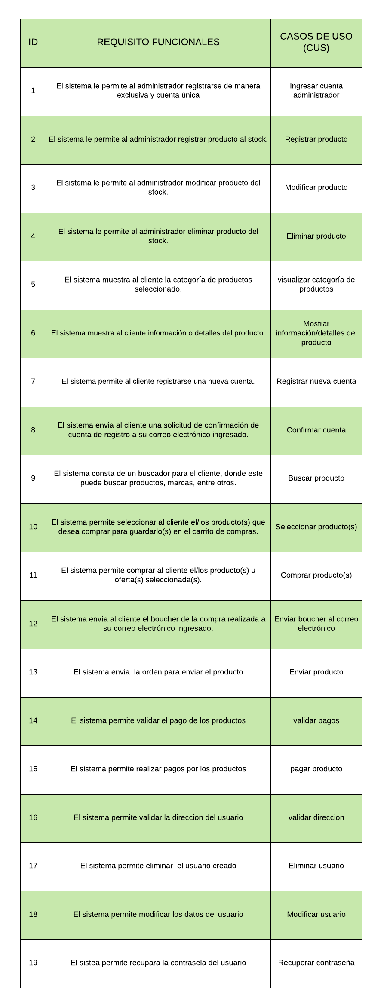 ID
REQUISITO FUNCIONALES
CASOS DE USO
(CUS)
1
El sistema le permite al administrador registrarse de manera
exclusiva y cuenta única
Ingresar cuenta
administrador
2
El sistema le permite al administrador registrar producto al stock.
Registrar producto
3
El sistema le permite al administrador modificar producto del
stock.
Modificar producto
4
El sistema le permite al administrador eliminar producto del
stock.
Eliminar producto
5
El sistema muestra al cliente la categoría de productos
seleccionado.
visualizar categoría de
productos
6
El sistema muestra al cliente información o detalles del producto.
Mostrar
información/detalles del
producto
7
El sistema permite al cliente registrarse una nueva cuenta.
Registrar nueva cuenta
8
El sistema envia al cliente una solicitud de confirmación de
cuenta de registro a su correo electrónico ingresado.
Confirmar cuenta
9
El sistema consta de un buscador para el cliente, donde este
puede buscar productos, marcas, entre otros.
Buscar producto
10
El sistema permite seleccionar al cliente el/los producto(s) que
desea comprar para guardarlo(s) en el carrito de compras.
Seleccionar producto(s)
11
El sistema permite comprar al cliente el/los producto(s) u
oferta(s) seleccionada(s).
Comprar producto(s)
12
El sistema envía al cliente el boucher de la compra realizada a
su correo electrónico ingresado.
Enviar boucher al correo
electrónico
13
El sistema envia  la orden para enviar el producto
Enviar producto
14
El sistema permite validar el pago de los productos
validar pagos
15
El sistema permite realizar pagos por los productos
pagar producto
16
El sistema permite validar la direccion del usuario
validar direccion
17
El sistema permite eliminar  el usuario creado
Eliminar usuario
18
El sistema permite modificar los datos del usuario
Modificar usuario
19
El sistea permite recupara la contrasela del usuario
Recuperar contraseña